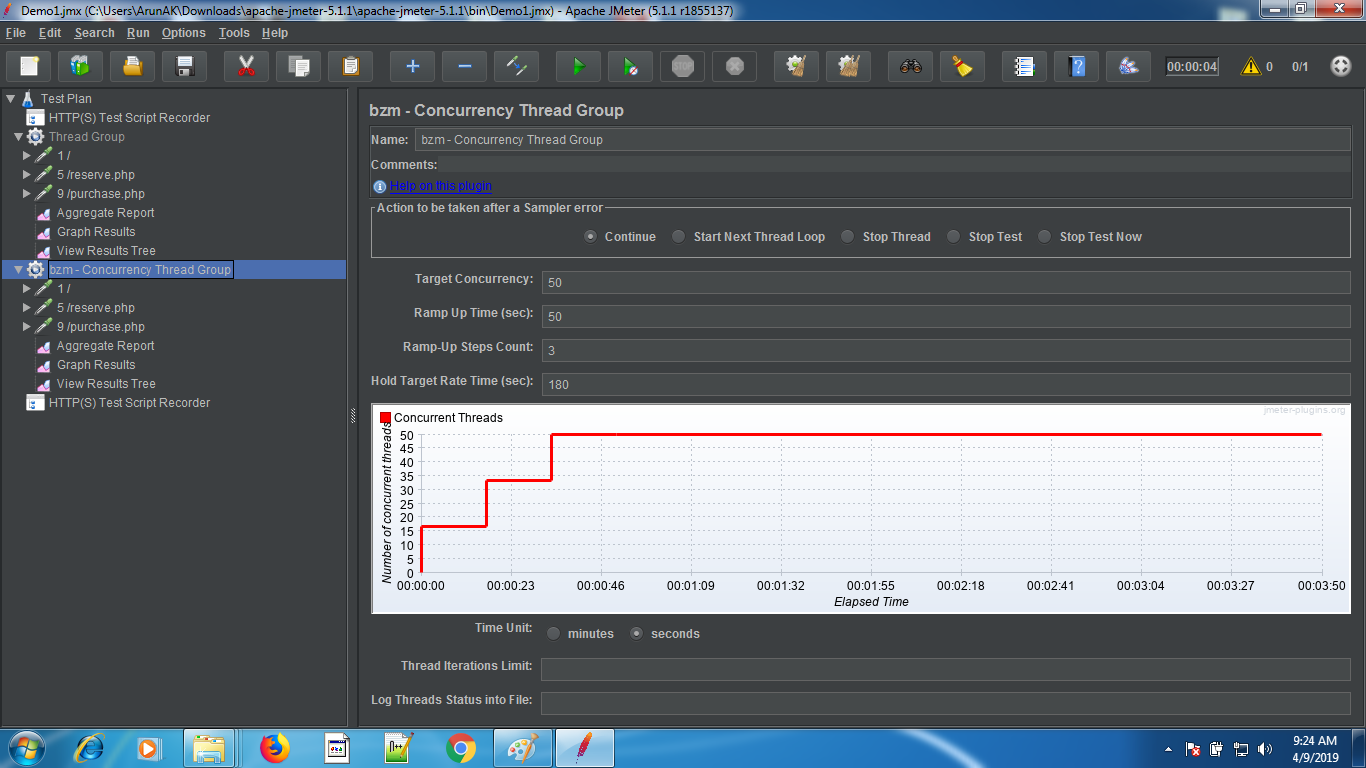 Demo1.jmx (C:\Users\ArunAK\Downloads\apache-jmeter-5.1.1\apache-jmeter-5.1.1\bin\Demo1.jmx) - Apache JMeter (5.1.1 r1855137)
File Edit Search Run Options Tools Help
STOP 00:00:04 0 0/1
Test Plan
HTTP(S) Test Script Recorder
Thread Group
1 /
5 /reserve.php
9 /purchase.php
Aggregate Report
Graph Results
View Results Tree
bzm - Concurrency Thread Group
1 /
5 /reserve.php
9 /purchase.php
Aggregate Report
Graph Results
View Results Tree
HTTP(S) Test Script Recorder
bzm - Concurrency Thread Group
Name: bzm - Concurrency Thread Group
Comments:
Help on this plugin
Action to be taken after a Sampler error
Continue Start Next Thread Loop Stop Thread Stop Test Stop Test Now
Target Concurrency: 50
Ramp Up Time (sec): 50
Ramp-Up Steps Count: 3
Hold Target Rate Time (sec): 180
jmeter-plugins.org
Concurrent Threads
Number of concurrent threads
50
45
40
35
30
25
20
15
10
5
0
00:00:00 00:00:23 00:00:46 00:01:09 00:01:32 00:01:55 00:02:18 00:02:41 00:03:04 00:03:27 00:03:50
Elapsed Time
Time Unit: minutes seconds
Thread Iterations Limit:
Log Threads Status into File:
9:24 AM
4/9/2019